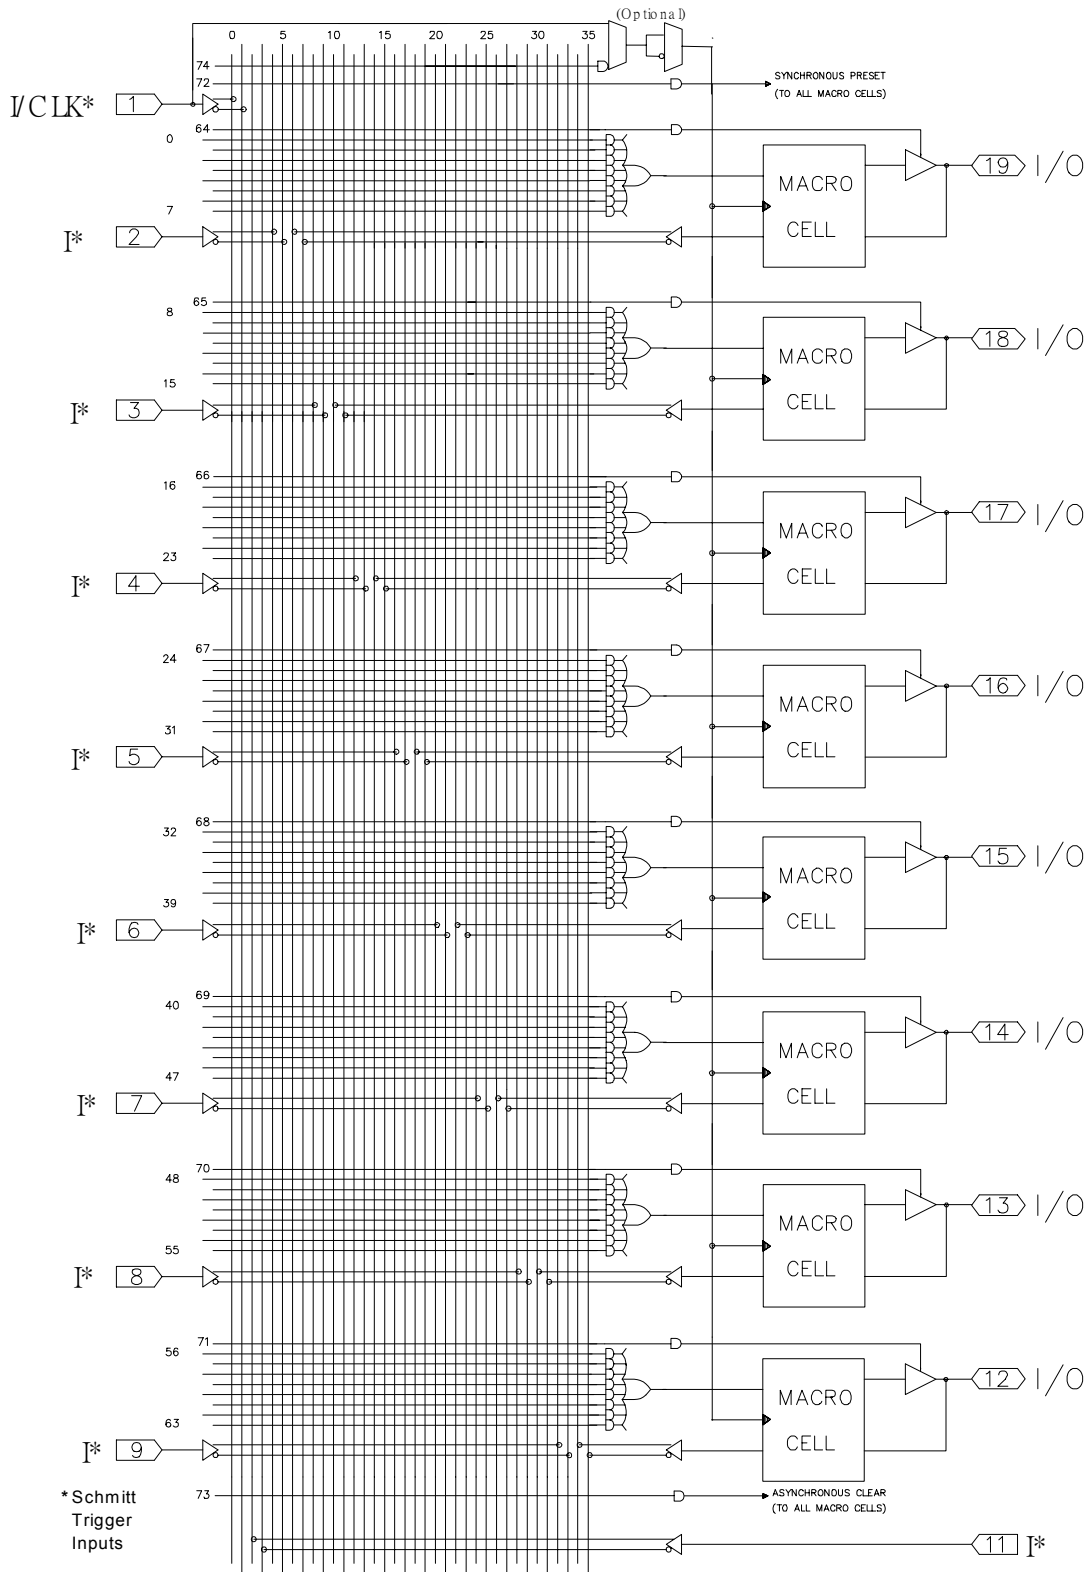 (Optional)
0 5 10 15 20 25 30 35
74
72
SYNCHRONOUS PRESET
(TO ALL MACRO CELLS)
I/CLK* 1
64
0
7
MACRO
CELL
19 I/O
I* 2
65
8
15
MACRO
CELL
18 I/O
I* 3
66
16
23
MACRO
CELL
17 I/O
I* 4
67
24
31
MACRO
CELL
16 I/O
I* 5
68
32
39
MACRO
CELL
15 I/O
I* 6
69
40
47
MACRO
CELL
14 I/O
I* 7
70
48
55
MACRO
CELL
13 I/O
I* 8
71
56
63
MACRO
CELL
12 I/O
I* 9
73
ASYNCHRONOUS CLEAR
(TO ALL MACRO CELLS)
* Schmitt
Trigger
Inputs
11 I*